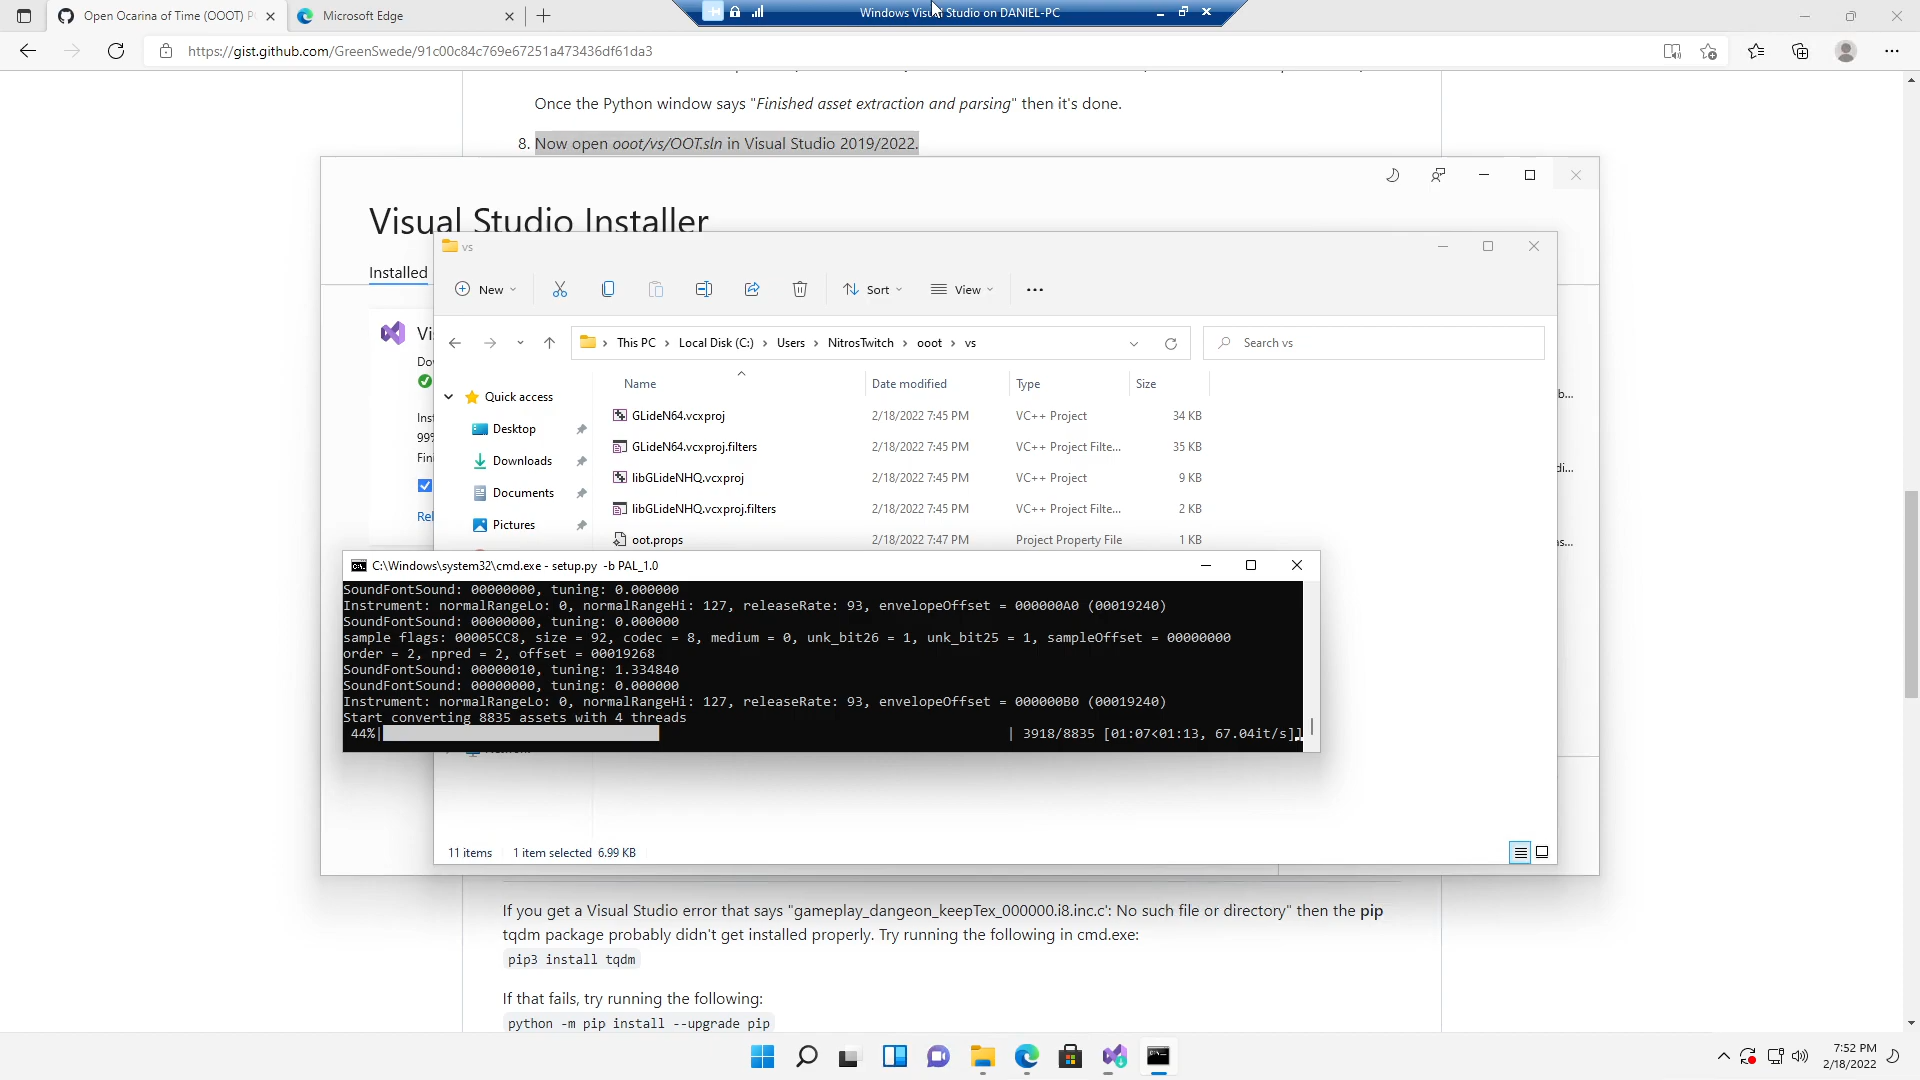 Open Ocarina of Time (OOOT) P
Microsoft Edge
Windows Visual Studio on DANIEL-PC
https://gist.github.com/GreenSwede/91c00c84c769e67251a473436df61da3
Once the Python window says "Finished asset extraction and parsing" then it's done.
8. Now open ooot/vs/OOT.sln in Visual Studio 2019/2022.
Visual Studio Installer
Installed
vs
New
Sort
View
This PC > Local Disk (C:) > Users > NitrosTwitch > ooot > vs
Search vs
Name
Date modified
Type
Size
Quick access
Desktop
Downloads
Documents
Pictures
GLideN64.vcxproj 2/18/2022 7:45 PM VC++ Project 34 KB
GLideN64.vcxproj.filters 2/18/2022 7:45 PM VC++ Project Filte... 35 KB
libGLideNHQ.vcxproj 2/18/2022 7:45 PM VC++ Project 9 KB
libGLideNHQ.vcxproj.filters 2/18/2022 7:45 PM VC++ Project Filte... 2 KB
oot.props 2/18/2022 7:47 PM Project Property File 1 KB
99%
C:\Windows\system32\cmd.exe - setup.py  -b PAL_1.0
SoundFontSound: 00000000, tuning: 0.000000
Instrument: normalRangeLo: 0, normalRangeHi: 127, releaseRate: 93, envelopeOffset = 000000A0 (00019240)
SoundFontSound: 00000000, tuning: 0.000000
sample flags: 00005CC8, size = 92, codec = 8, medium = 0, unk_bit26 = 1, unk_bit25 = 1, sampleOffset = 00000000
order = 2, npred = 2, offset = 00019268
SoundFontSound: 00000010, tuning: 1.334840
SoundFontSound: 00000000, tuning: 0.000000
Instrument: normalRangeLo: 0, normalRangeHi: 127, releaseRate: 93, envelopeOffset = 000000B0 (00019240)
Start converting 8835 assets with 4 threads
44%| | 3918/8835 [01:07<01:13, 67.04it/s]
11 items
1 item selected 6.99 KB
If you get a Visual Studio error that says "gameplay_dangeon_keepTex_000000.i8.inc.c': No such file or directory" then the pip
tqdm package probably didn't get installed properly. Try running the following in cmd.exe:
pip3 install tqdm
If that fails, try running the following:
python -m pip install --upgrade pip
7:52 PM
2/18/2022